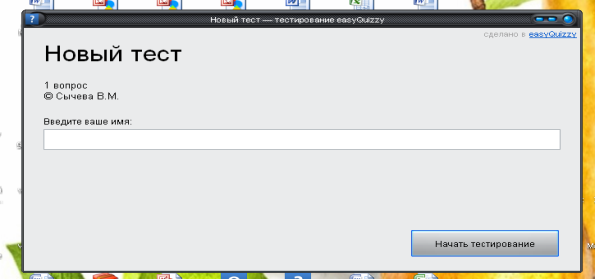 Новый тест — тестирование easyQuizzy
сделано в easyQuizzy
Новый тест
1 вопрос
© Сычева В.М.
Введите ваше имя:
Начать тестирование